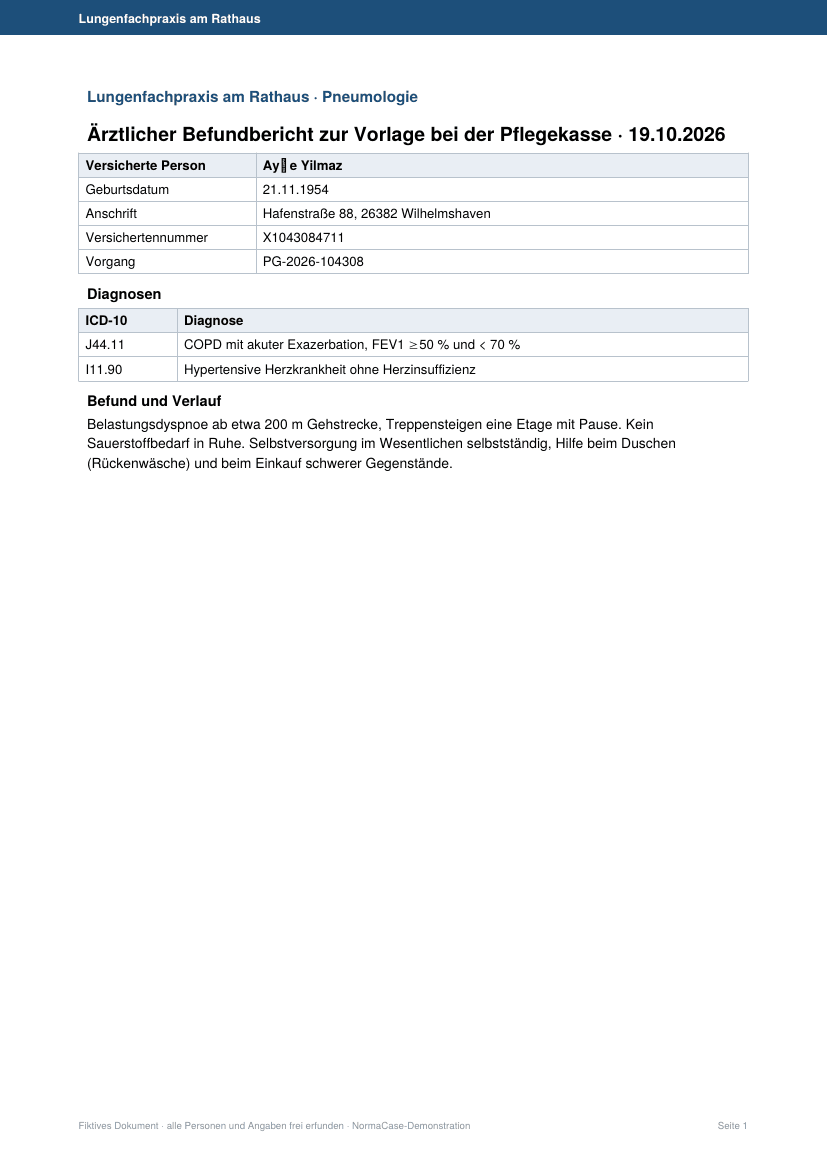 Lungenfachpraxis am Rathaus
Lungenfachpraxis am Rathaus · Pneumologie
Ärztlicher Befundbericht zur Vorlage bei der Pflegekasse · 19.10.2026
Versicherte Person Yilmaz
Geburtsdatum 21.11.1954
Anschrift Hafenstraße 88, 26382 Wilhelmshaven
Versichertennummer X1043084711
Vorgang PG-2026-104308
Diagnosen
ICD-10 Diagnose
J44.11 COPD mit akuter Exazerbation, FEV1 ≥50 % und < 70 %
I11.90 Hypertensive Herzkrankheit ohne Herzinsuffizienz
Befund und Verlauf
Belastungsdyspnoe ab etwa 200 m Gehstrecke, Treppensteigen eine Etage mit Pause. Kein
Sauerstoffbedarf in Ruhe. Selbstversorgung im Wesentlichen selbstständig, Hilfe beim Duschen
(Rückenwäsche) und beim Einkauf schwerer Gegenstände.
Fiktives Dokument · alle Personen und Angaben frei erfunden · NormaCase-Demonstration Seite 1